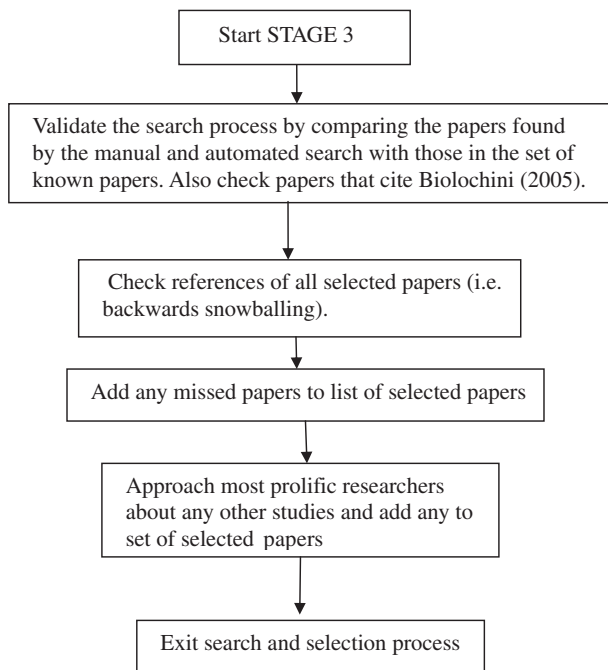 Start STAGE 3
Validate the search process by comparing the papers found
by the manual and automated search with those in the set of
known papers. Also check papers that cite Biolochini (2005).
Check references of all selected papers (i.e.
backwards snowballing).
Add any missed papers to list of selected papers
Approach most prolific researchers
about any other studies and add any to
set of selected papers
Exit search and selection process